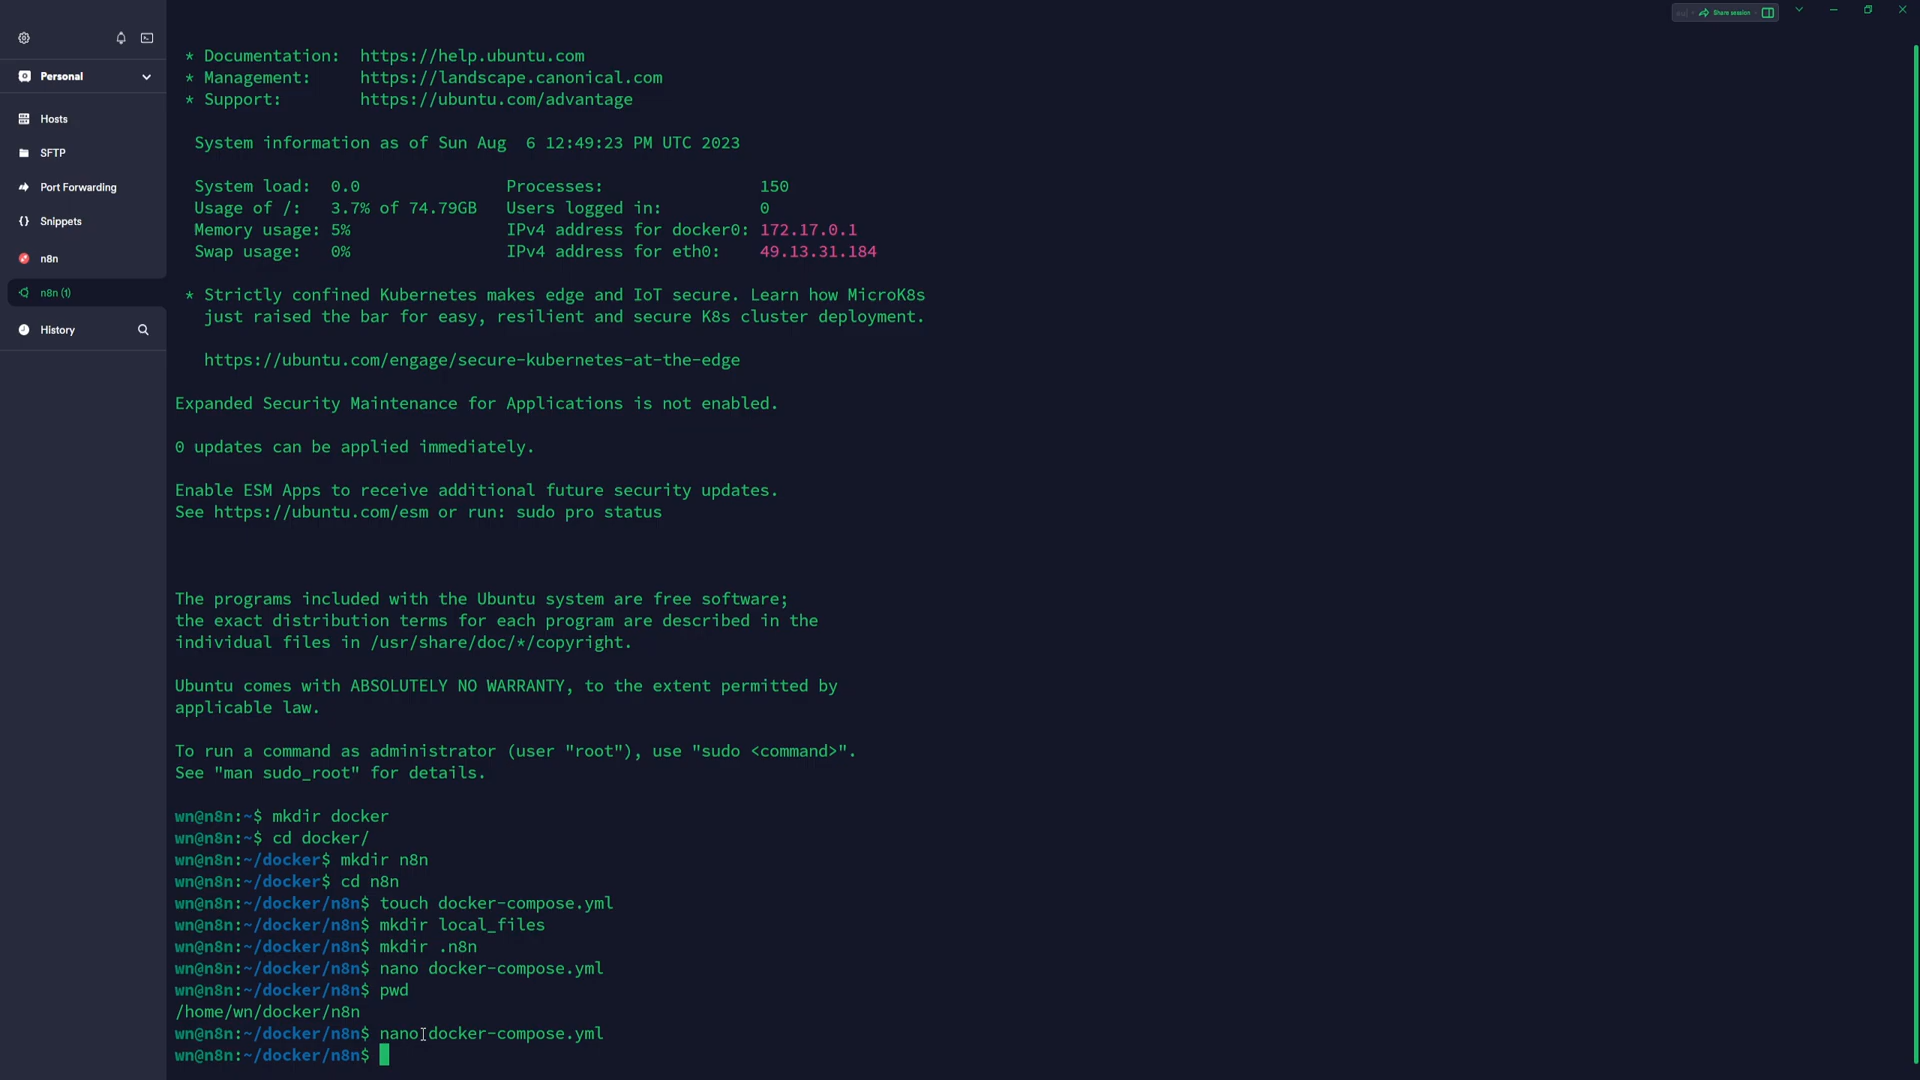 Share session
Personal
Hosts
SFTP
Port Forwarding
Snippets
n8n
n8n (1)
History
* Documentation:  https://help.ubuntu.com
* Management:     https://landscape.canonical.com
* Support:        https://ubuntu.com/advantage
System information as of Sun Aug  6 12:49:23 PM UTC 2023
System load:  0.0               Processes:                150
Usage of /:   3.7% of 74.79GB   Users logged in:          0
Memory usage: 5%                IPv4 address for docker0: 172.17.0.1
Swap usage:   0%                IPv4 address for eth0:    49.13.31.184
* Strictly confined Kubernetes makes edge and IoT secure. Learn how MicroK8s
just raised the bar for easy, resilient and secure K8s cluster deployment.
https://ubuntu.com/engage/secure-kubernetes-at-the-edge
Expanded Security Maintenance for Applications is not enabled.
0 updates can be applied immediately.
Enable ESM Apps to receive additional future security updates.
See https://ubuntu.com/esm or run: sudo pro status
The programs included with the Ubuntu system are free software;
the exact distribution terms for each program are described in the
individual files in /usr/share/doc/*/copyright.
Ubuntu comes with ABSOLUTELY NO WARRANTY, to the extent permitted by
applicable law.
To run a command as administrator (user "root"), use "sudo <command>".
See "man sudo_root" for details.
wn@n8n:~$ mkdir docker
wn@n8n:~$ cd docker/
wn@n8n:~/docker$ mkdir n8n
wn@n8n:~/docker$ cd n8n
wn@n8n:~/docker/n8n$ touch docker-compose.yml
wn@n8n:~/docker/n8n$ mkdir local_files
wn@n8n:~/docker/n8n$ mkdir .n8n
wn@n8n:~/docker/n8n$ nano docker-compose.yml
wn@n8n:~/docker/n8n$ pwd
/home/wn/docker/n8n
wn@n8n:~/docker/n8n$ nano docker-compose.yml
wn@n8n:~/docker/n8n$